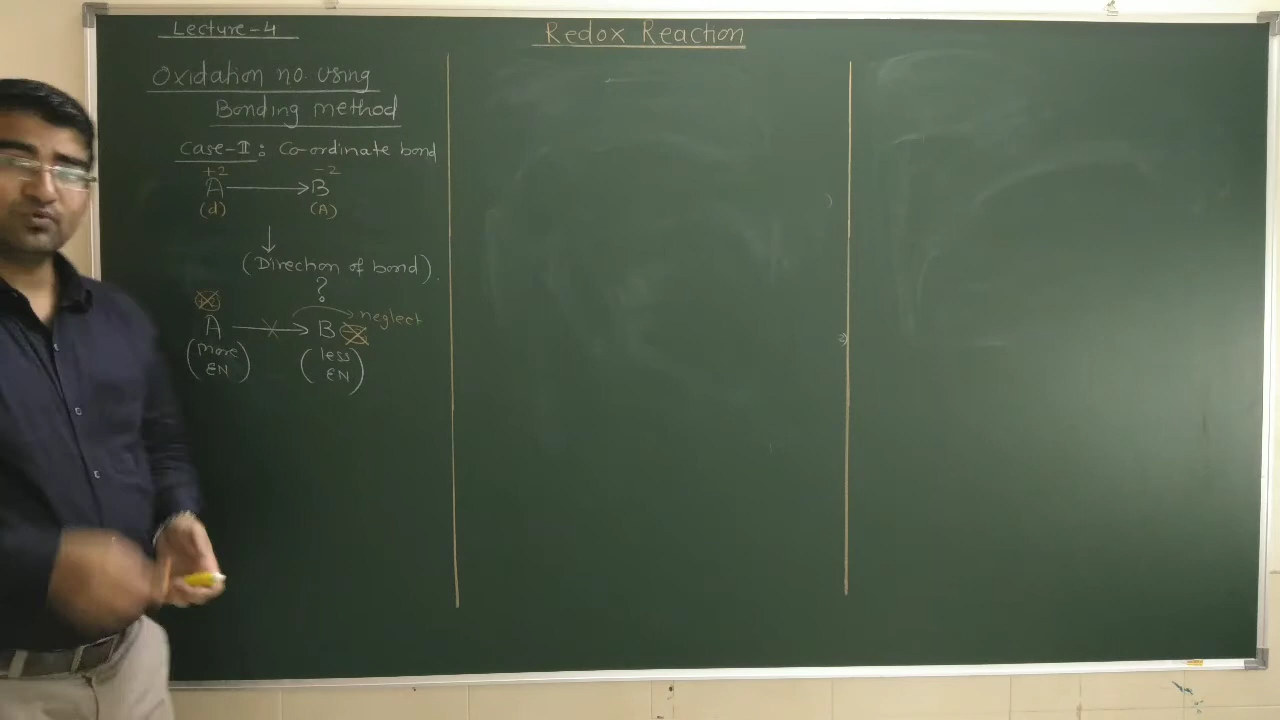 Lecture-4
Redox Reaction
Oxidation no. using
Bonding method
Case-II: Co-ordinate bond
+2 -2
A → B
(d) (A)
↓
(Direction of bond).
?
→ neglect
A → B
(more (less
EN) EN)